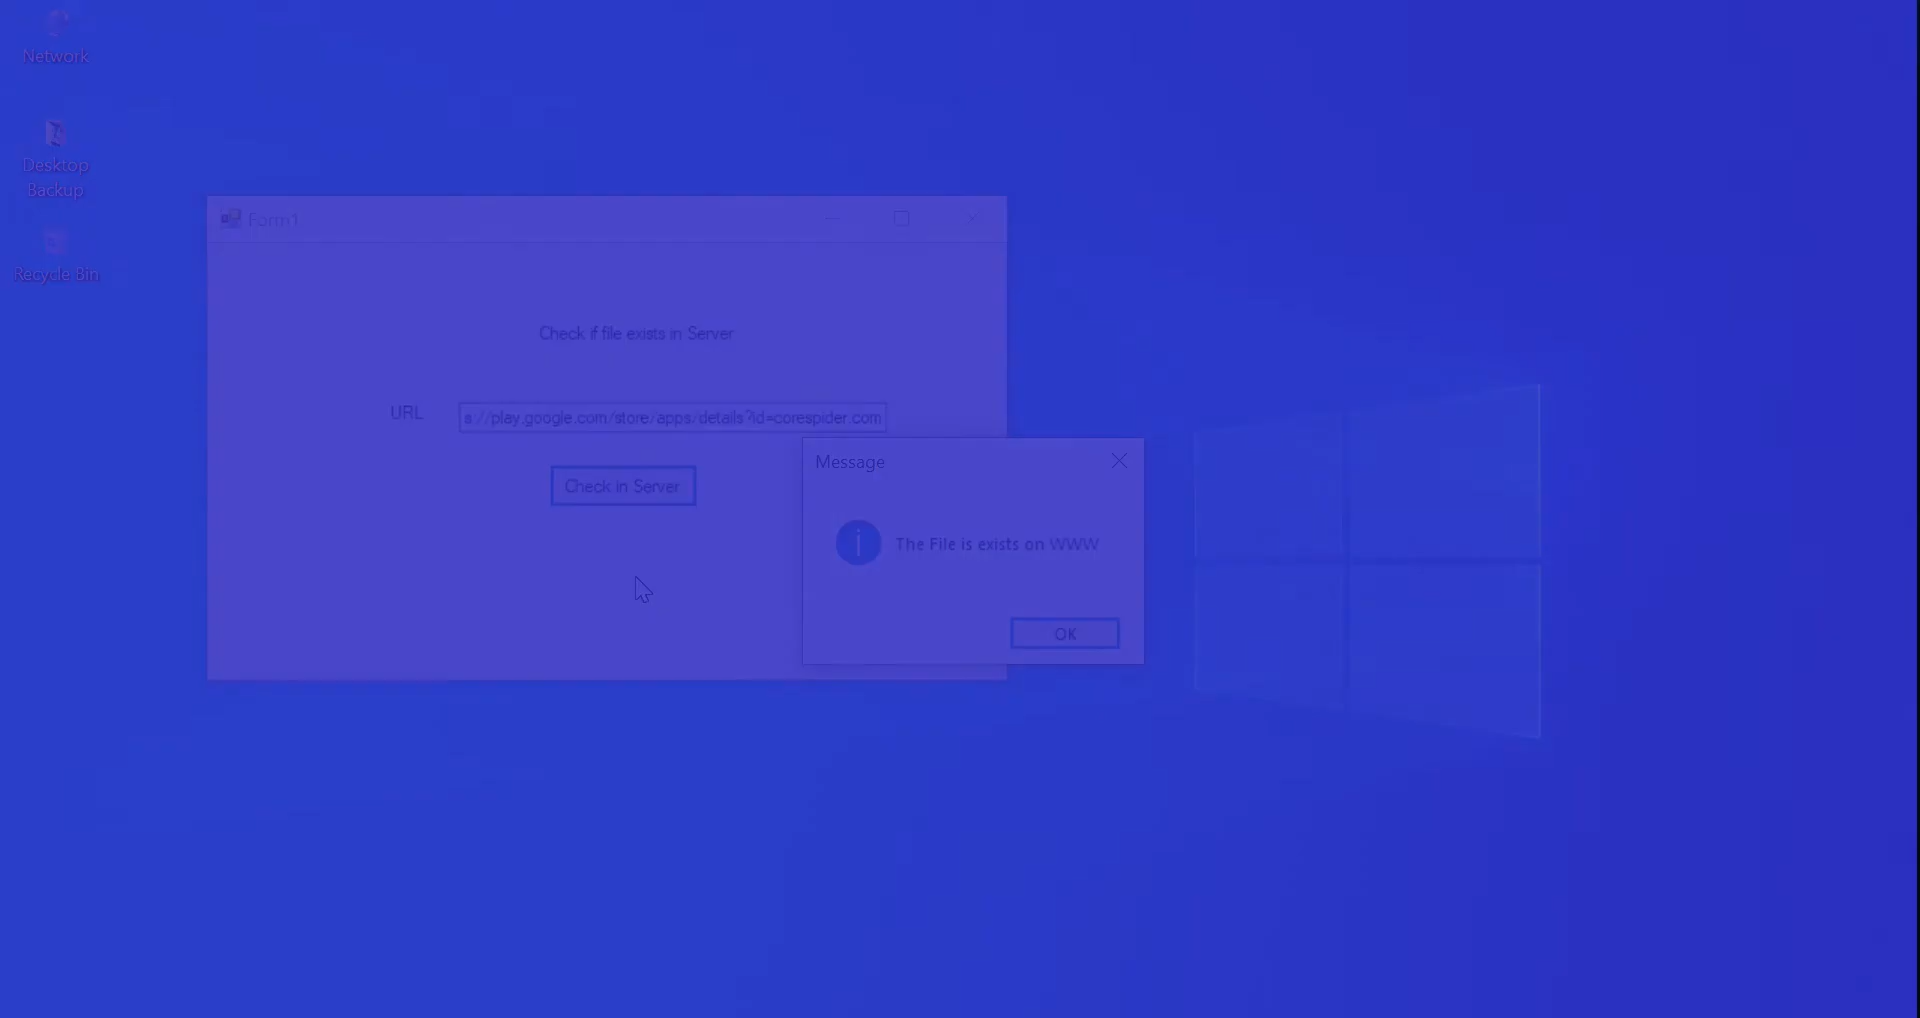 Network
Desktop
Backup
Recycle Bin
Form1
Check if file exists in Server
URL
s://play.google.com/store/apps/details?id=corespider.com
Check in Server
Message
The File is exists on WWW
OK